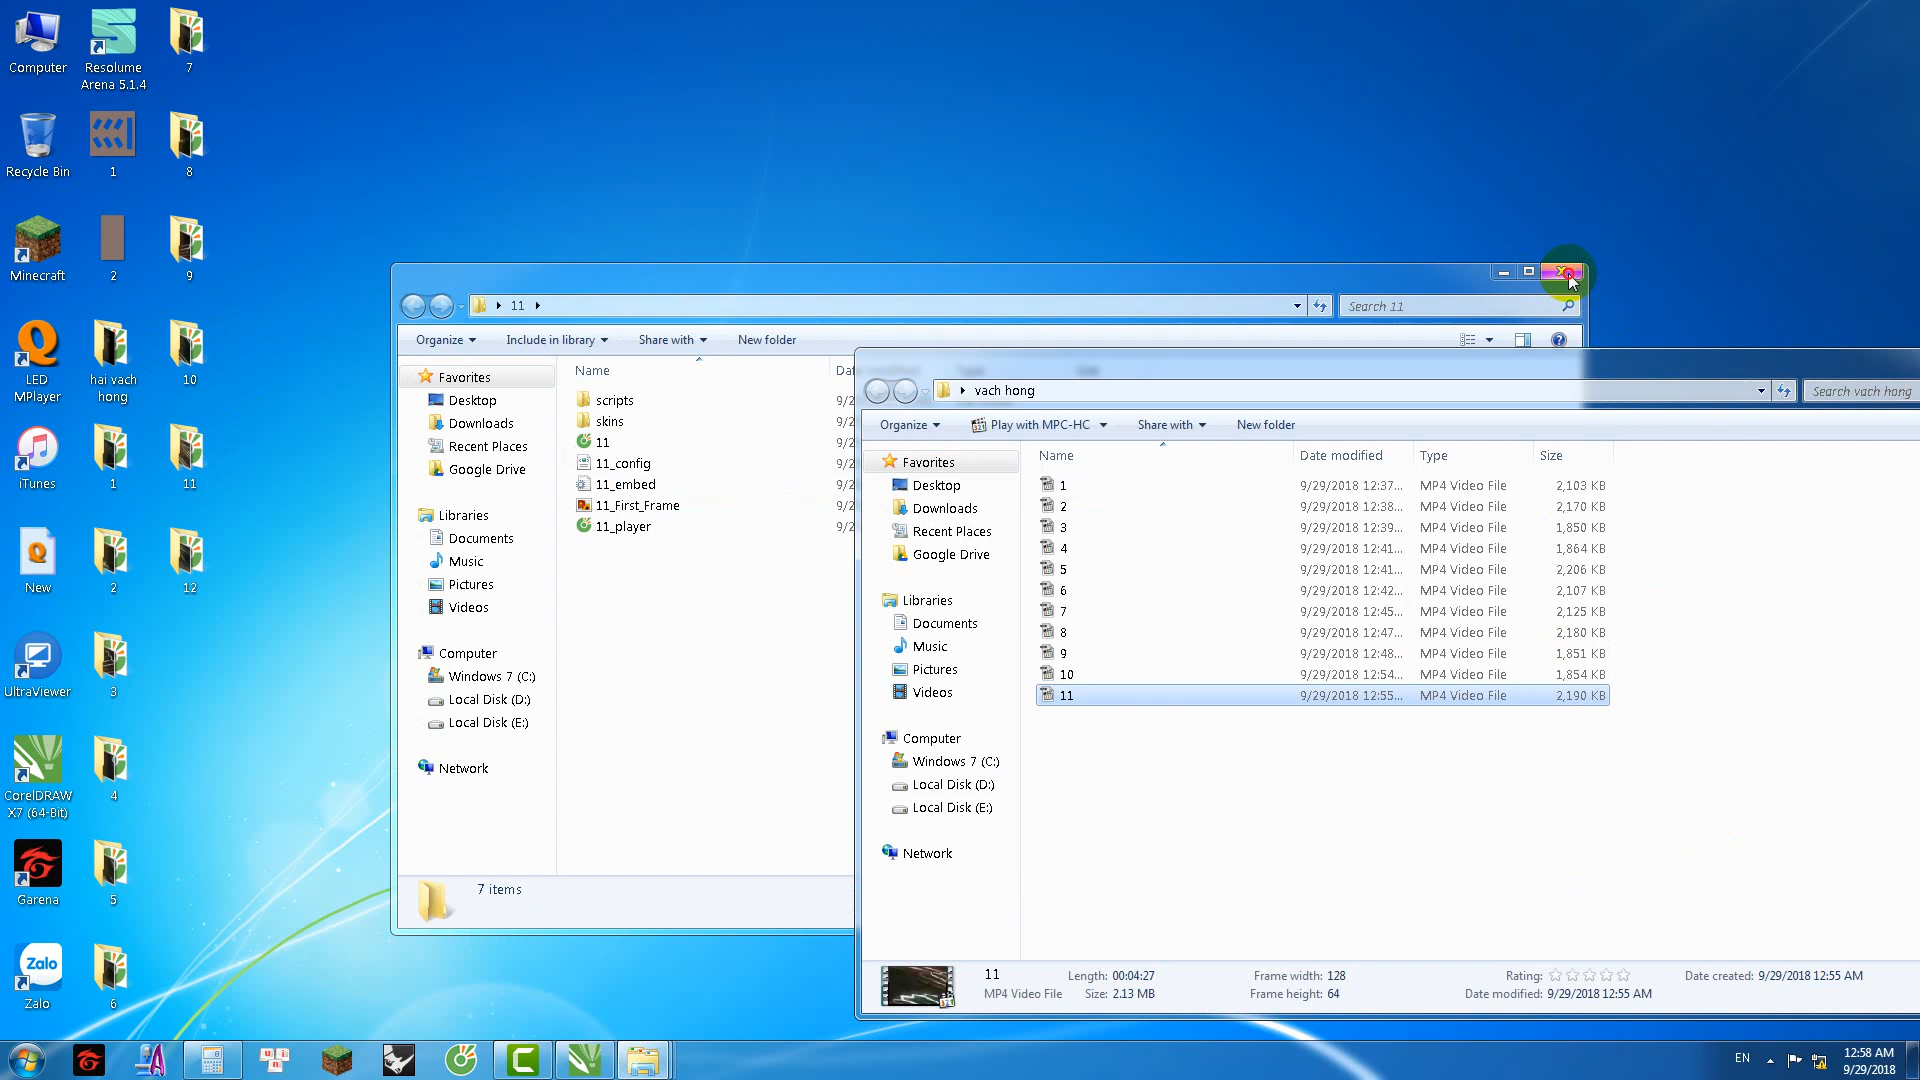 Computer
Resolume
Arena 5.1.4
7
Recycle Bin
1
8
Minecraft
2
9
LED
MPlayer
hai vach
hong
10
iTunes
1
11
New
2
12
UltraViewer
3
CorelDRAW
X7 (64-Bit)
4
Garena
5
Zalo
Zalo
6
11
Search 11
Organize
Include in library
Share with
New folder
Favorites
Desktop
Downloads
Recent Places
Google Drive
Libraries
Documents
Music
Pictures
Videos
Computer
Windows 7 (C:)
Local Disk (D:)
Local Disk (E:)
Network
Name
scripts
skins
11
11_config
11_embed
11_First_Frame
11_player
7 items
vach hong
Search vach hong
Organize
Play with MPC-HC
Share with
New folder
Favorites
Desktop
Downloads
Recent Places
Google Drive
Libraries
Documents
Music
Pictures
Videos
Computer
Windows 7 (C:)
Local Disk (D:)
Local Disk (E:)
Network
Name Date modified Type Size
1 9/29/2018 12:37... MP4 Video File 2,103 KB
2 9/29/2018 12:38... MP4 Video File 2,170 KB
3 9/29/2018 12:39... MP4 Video File 1,850 KB
4 9/29/2018 12:41... MP4 Video File 1,864 KB
5 9/29/2018 12:41... MP4 Video File 2,206 KB
6 9/29/2018 12:42... MP4 Video File 2,107 KB
7 9/29/2018 12:45... MP4 Video File 2,125 KB
8 9/29/2018 12:47... MP4 Video File 2,180 KB
9 9/29/2018 12:48... MP4 Video File 1,851 KB
10 9/29/2018 12:54... MP4 Video File 1,854 KB
11 9/29/2018 12:55... MP4 Video File 2,190 KB
11 Length: 00:04:27 Frame width: 128 Rating: Date created: 9/29/2018 12:55 AM
MP4 Video File Size: 2.13 MB Frame height: 64 Date modified: 9/29/2018 12:55 AM
EN
12:58 AM
9/29/2018